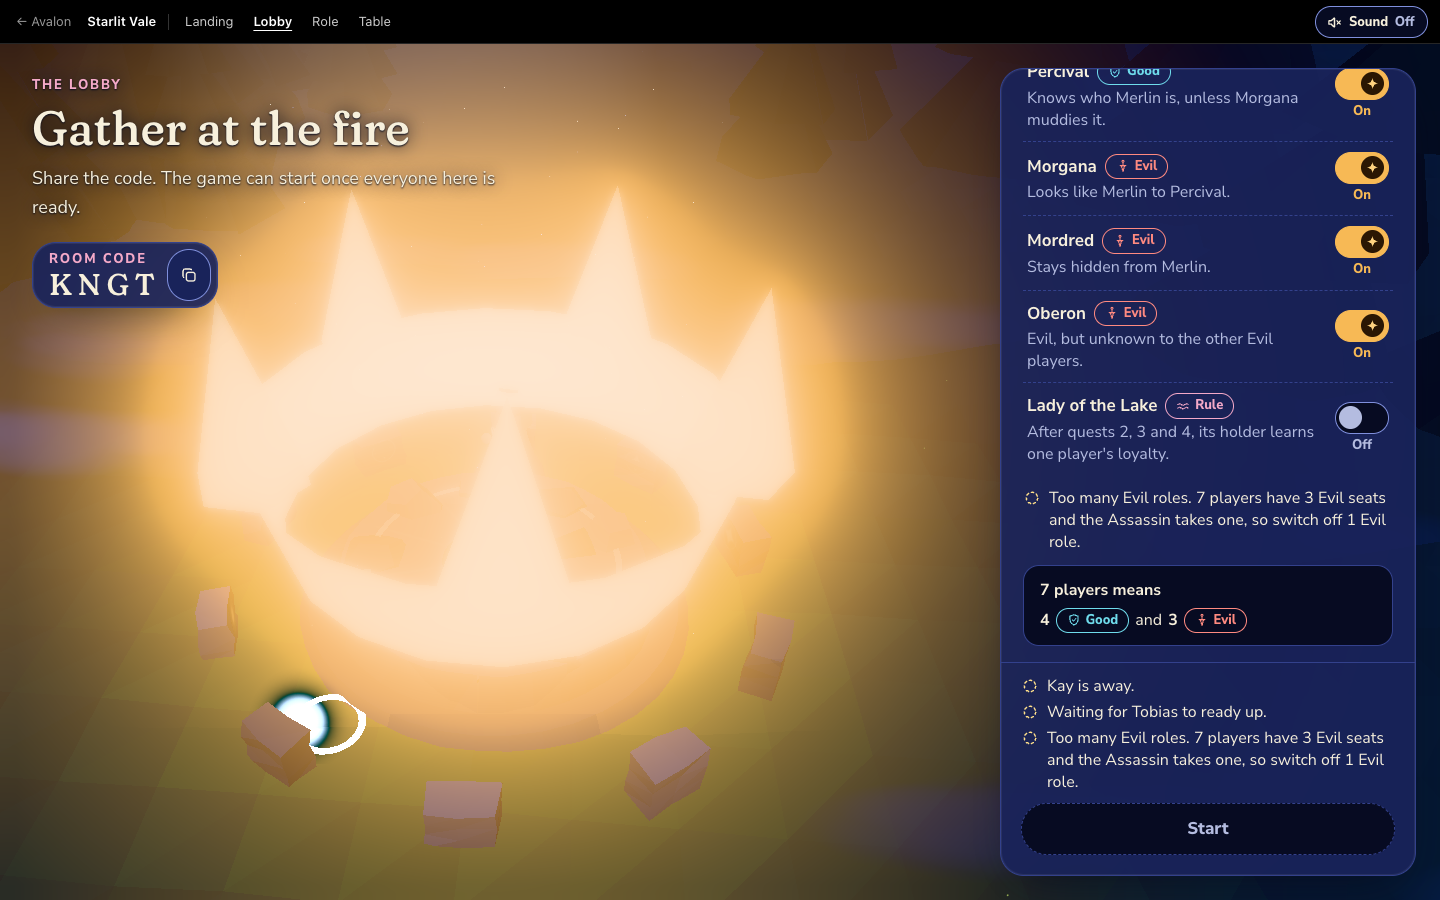 ← Avalon Starlit Vale Landing Lobby Role Table Sound Off
THE LOBBY
Gather at the fire
Share the code. The game can start once everyone here is
ready.
ROOM CODE
KNGT
Percival Good
Knows who Merlin is, unless Morgana
muddies it.
On
Morgana Evil
Looks like Merlin to Percival.
On
Mordred Evil
Stays hidden from Merlin.
On
Oberon Evil
Evil, but unknown to the other Evil
players.
On
Lady of the Lake Rule
After quests 2, 3 and 4, its holder learns
one player's loyalty.
Off
Too many Evil roles. 7 players have 3 Evil seats
and the Assassin takes one, so switch off 1 Evil
role.
7 players means
4 Good and 3 Evil
Kay is away.
Waiting for Tobias to ready up.
Too many Evil roles. 7 players have 3 Evil seats
and the Assassin takes one, so switch off 1 Evil
role.
Start